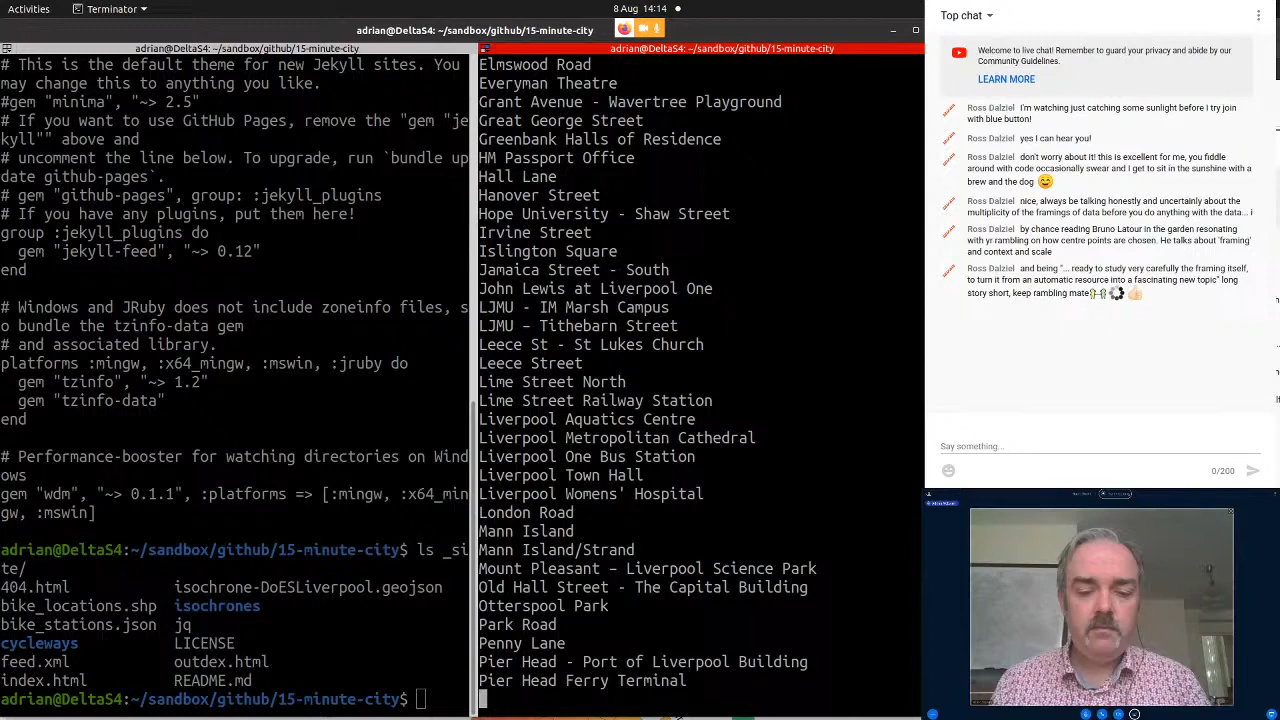 Activities
Terminator
8 Aug 14:14
adrian@DeltaS4: ~/sandbox/github/15-minute-city
adrian@DeltaS4: ~/sandbox/github/15-minute-city
# This is the default theme for new Jekyll sites. You
may change this to anything you like.
#gem "minima", "~> 2.5"
# If you want to use GitHub Pages, remove the "gem "je
kyll"" above and
# uncomment the line below. To upgrade, run `bundle up
date github-pages`.
# gem "github-pages", group: :jekyll_plugins
# If you have any plugins, put them here!
group :jekyll_plugins do
gem "jekyll-feed", "~> 0.12"
end
# Windows and JRuby does not include zoneinfo files, s
o bundle the tzinfo-data gem
# and associated library.
platforms :mingw, :x64_mingw, :mswin, :jruby do
gem "tzinfo", "~> 1.2"
gem "tzinfo-data"
end
# Performance-booster for watching directories on Wind
ows
gem "wdm", "~> 0.1.1", :platforms => [:mingw, :x64_min
gw, :mswin]
adrian@DeltaS4:~/sandbox/github/15-minute-city$ ls _si
te/
404.html isochrone-DoESLiverpool.geojson
bike_locations.shp isochrones
bike_stations.json jq
cycleways LICENSE
feed.xml outdex.html
index.html README.md
adrian@DeltaS4:~/sandbox/github/15-minute-city$
adrian@DeltaS4:~/sandbox/github/15-minute-city
Elmswood Road
Everyman Theatre
Grant Avenue - Wavertree Playground
Great George Street
Greenbank Halls of Residence
HM Passport Office
Hall Lane
Hanover Street
Hope University - Shaw Street
Irvine Street
Islington Square
Jamaica Street - South
John Lewis at Liverpool One
LJMU - IM Marsh Campus
LJMU – Tithebarn Street
Leece St - St Lukes Church
Leece Street
Lime Street North
Lime Street Railway Station
Liverpool Aquatics Centre
Liverpool Metropolitan Cathedral
Liverpool One Bus Station
Liverpool Town Hall
Liverpool Womens' Hospital
London Road
Mann Island
Mann Island/Strand
Mount Pleasant – Liverpool Science Park
Old Hall Street - The Capital Building
Otterspool Park
Park Road
Penny Lane
Pier Head - Port of Liverpool Building
Pier Head Ferry Terminal
Top chat
Welcome to live chat! Remember to guard your privacy and abide by our
Community Guidelines.
LEARN MORE
Ross Dalziel I'm watching just catching some sunlight before I try join
with blue button!
Ross Dalziel yes I can hear you!
Ross Dalziel don't worry about it! this is excellent for me, you fiddle
around with code occasionally swear and I get to sit in the sunshine with a
brew and the dog 😊
Ross Dalziel nice, always be talking honestly and uncertainly about the
multiplicity of the framings of data before you do anything with the data... i
Ross Dalziel by chance reading Bruno Latour in the garden resonating
with yr rambling on how centre points are chosen. He talks about 'framing'
and context and scale
Ross Dalziel and being "... ready to study very carefully the framing itself,
to turn it from an automatic resource into a fascinating new topic" long
story short, keep rambling mate
Say something...
0/200